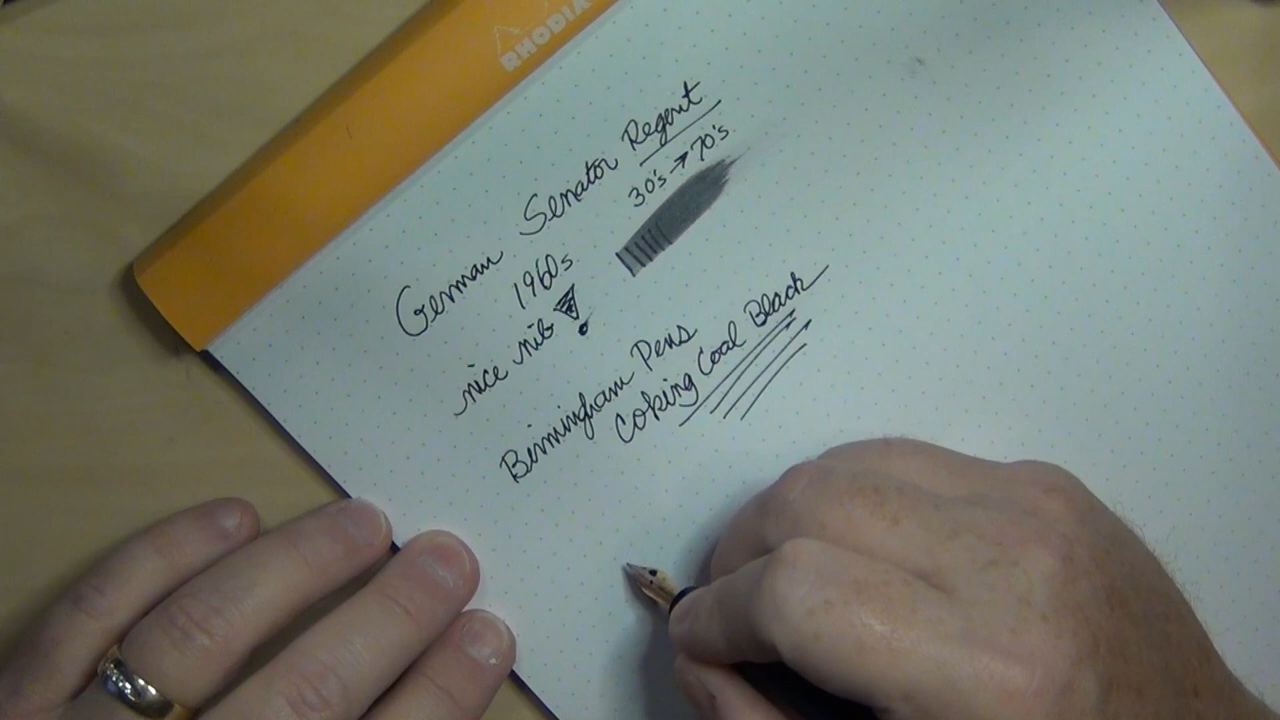 RHODIA
German Senator Regent
1960s
30's → 70's
nice nib!
Birmingham Pens
Coking Coal Black